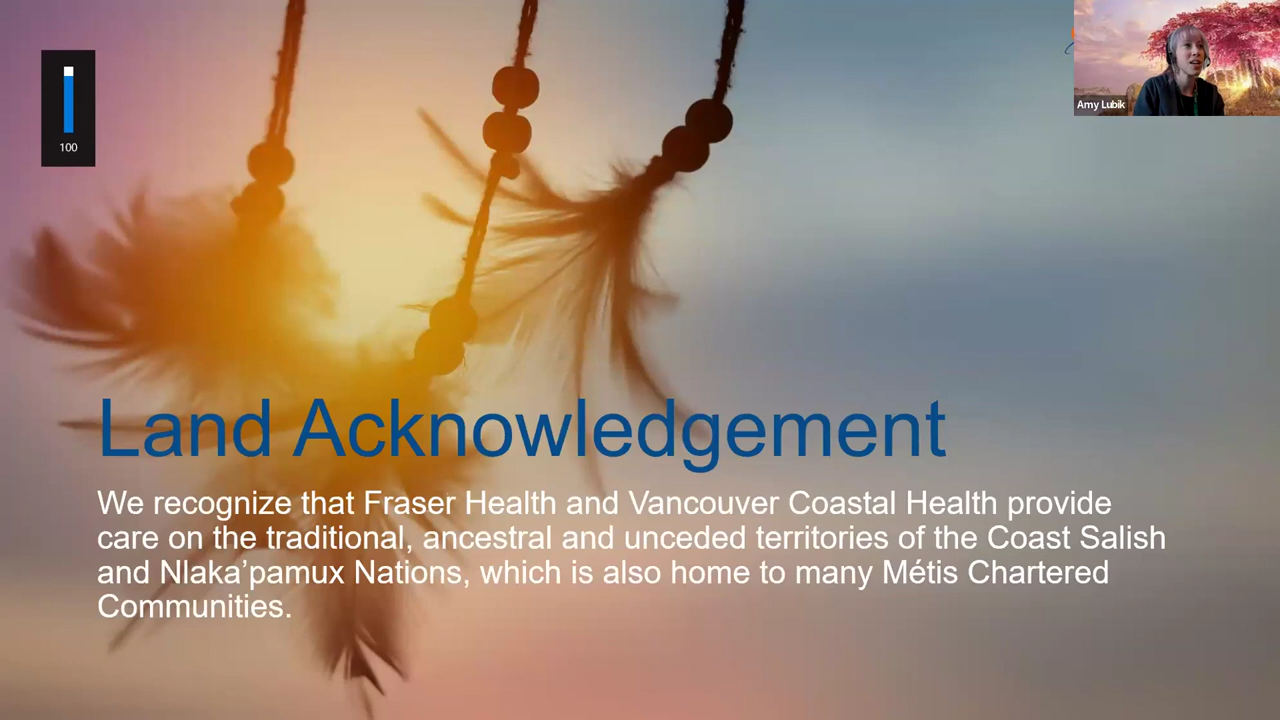 100
Amy Lubik
Land Acknowledgement
We recognize that Fraser Health and Vancouver Coastal Health provide
care on the traditional, ancestral and unceded territories of the Coast Salish
and Nlaka’pamux Nations, which is also home to many Métis Chartered
Communities.